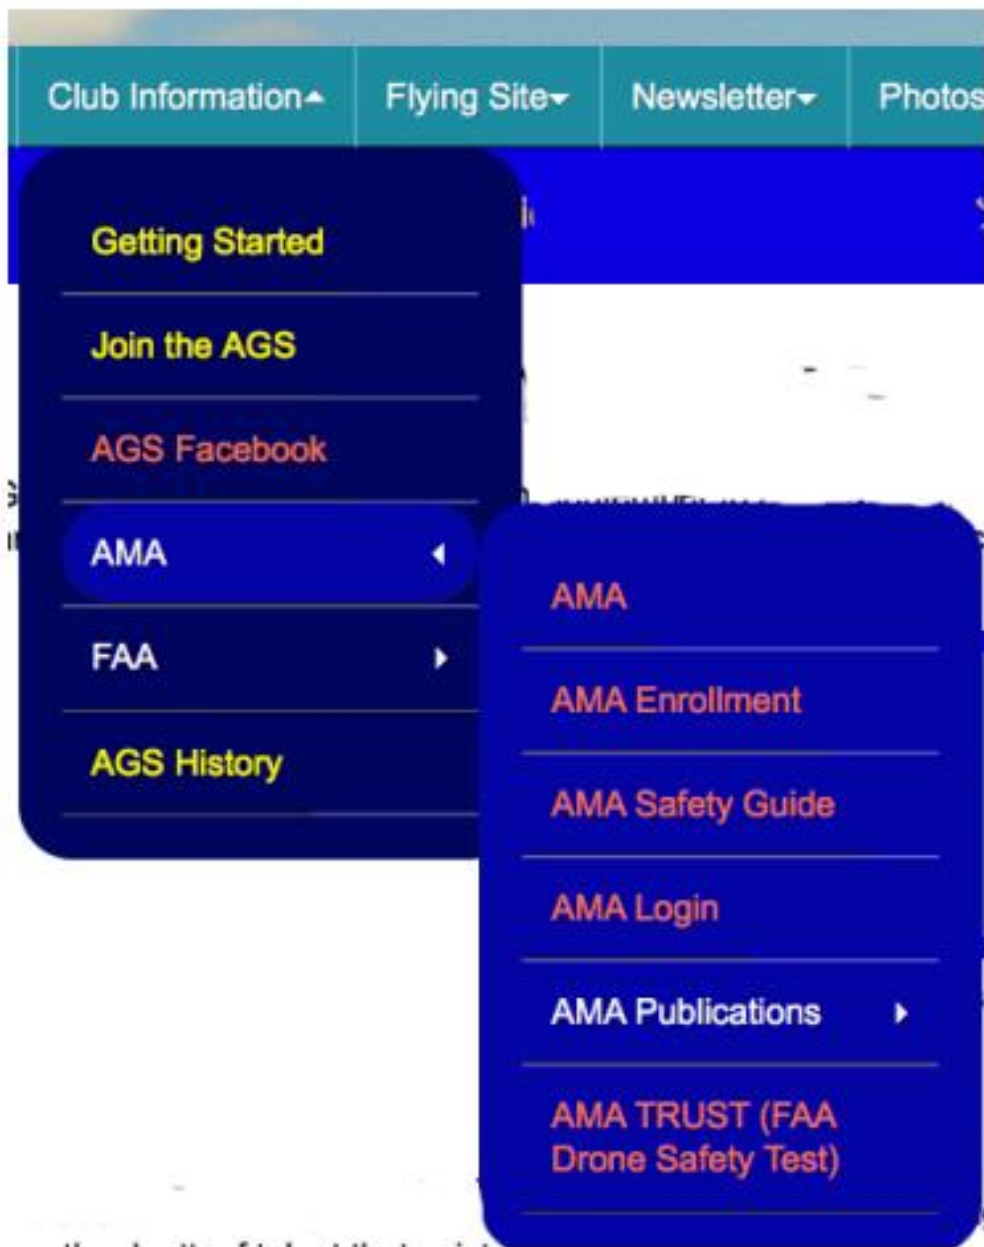 Club Information Flying Site Newsletter Photos
Getting Started
Join the AGS
AGS Facebook
AMA
FAA
AGS History
AMA
AMA Enrollment
AMA Safety Guide
AMA Login
AMA Publications
AMA TRUST (FAA
Drone Safety Test)